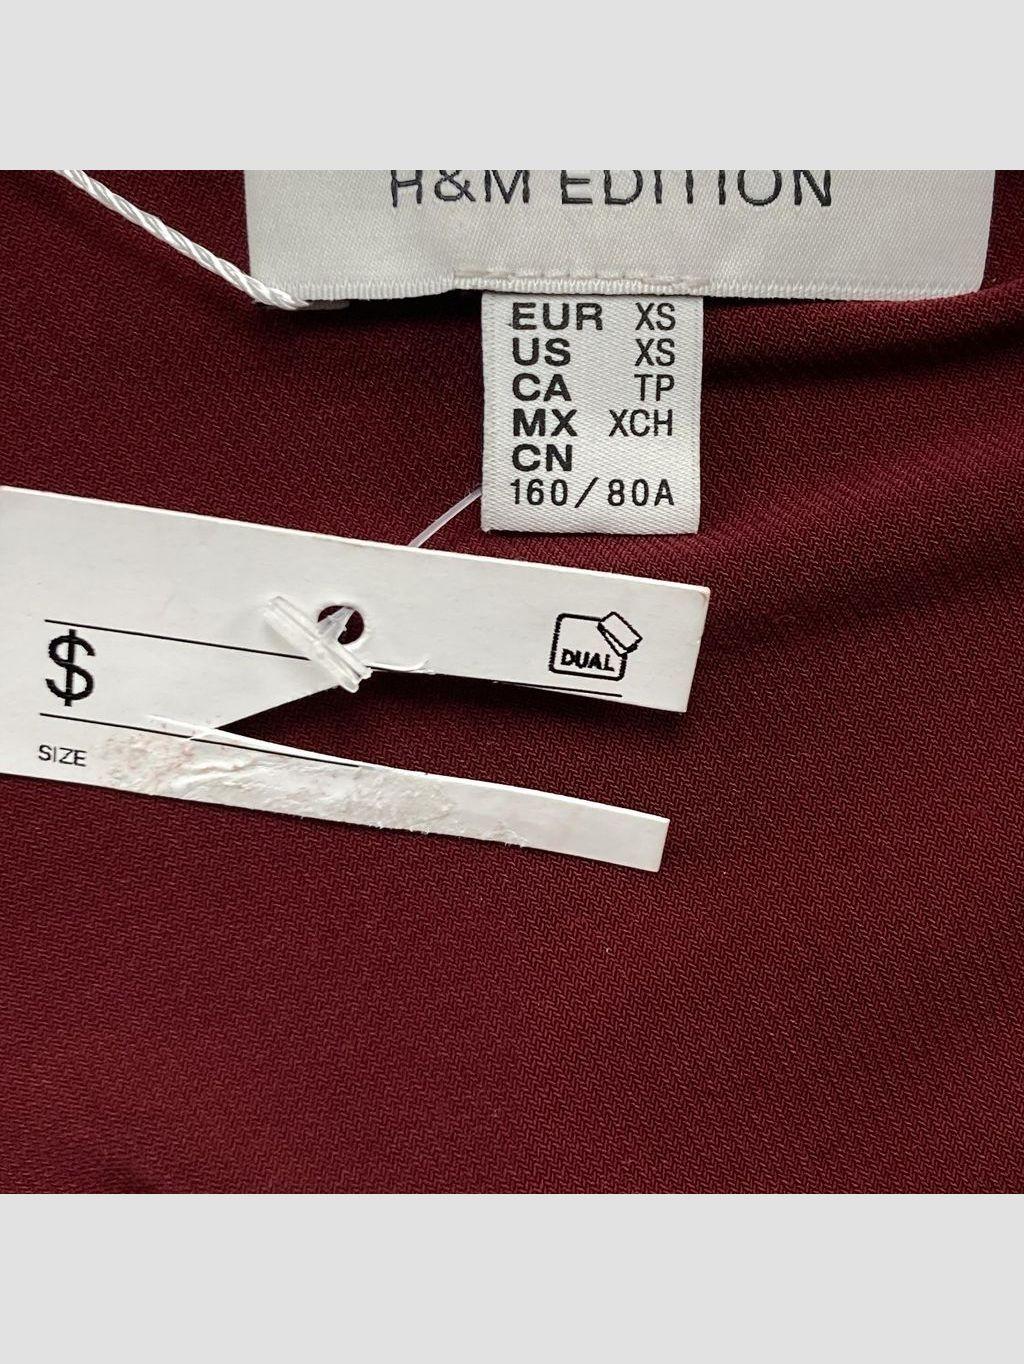 H&M EDITION
EUR XS
US XS
CA TP
MX XCH
CN
160/80A
$
DUAL
SIZE